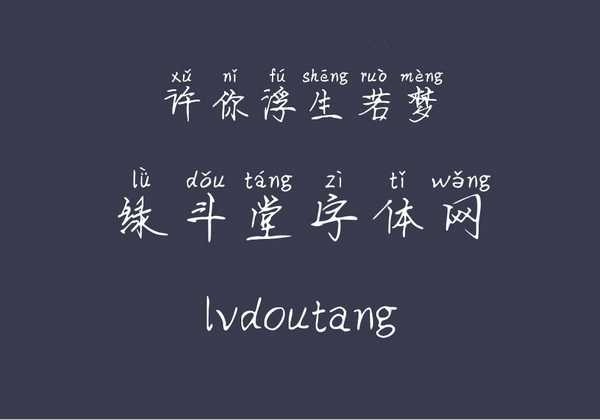 xǔ nǐ fú shēng ruò mèng
许你浮生若梦
lǜ dǒu táng zì tǐ wǎng
绿斗堂字体网
lvdoutang